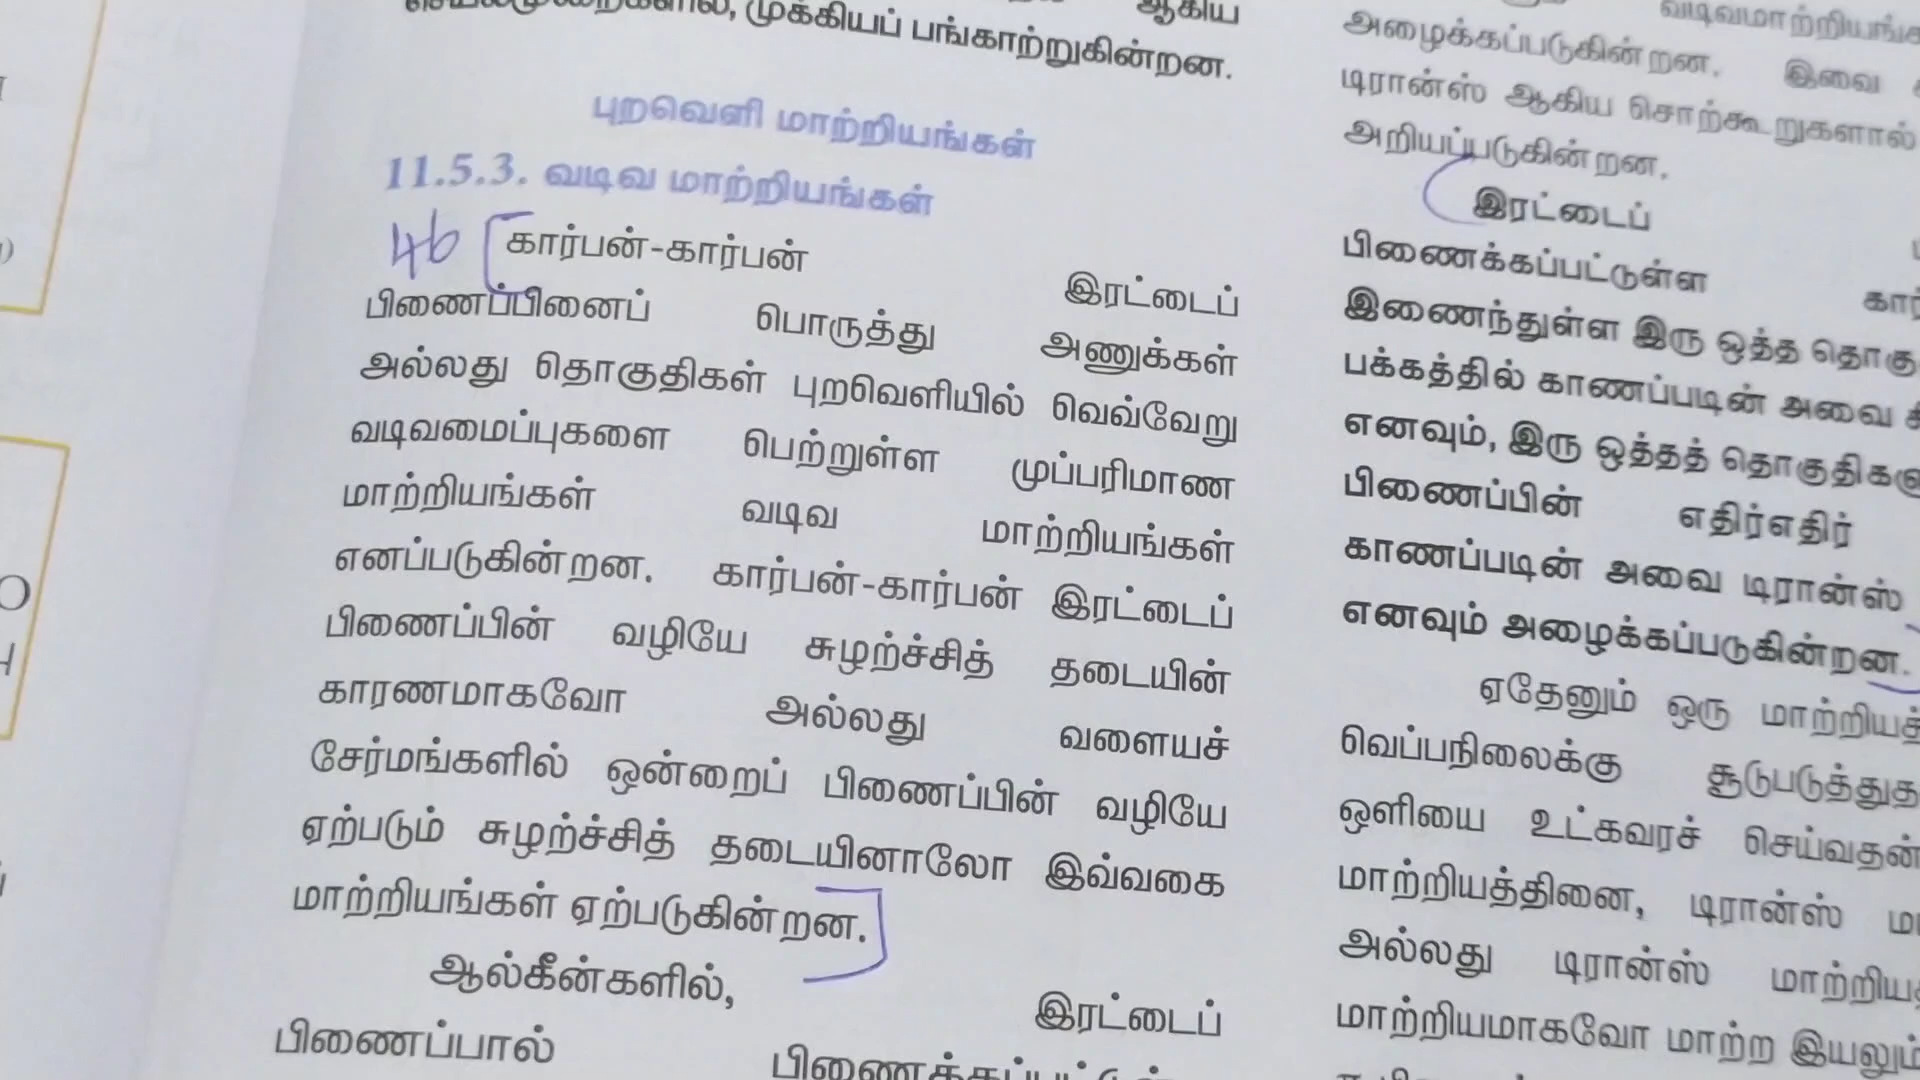 முக்கியப் பங்காற்றுகின்றன.
புறவெளி மாற்றியங்கள்
11.5.3. வடிவ மாற்றியங்கள்
46
கார்பன்-கார்பன் இரட்டைப்
பிணைப்பினைப் பொருத்து அணுக்கள்
அல்லது தொகுதிகள் புறவெளியில் வெவ்வேறு
வடிவமைப்புகளை பெற்றுள்ள முப்பரிமாண
மாற்றியங்கள் வடிவ மாற்றியங்கள்
எனப்படுகின்றன. கார்பன்-கார்பன் இரட்டைப்
பிணைப்பின் வழியே சுழற்ச்சித் தடையின்
காரணமாகவோ அல்லது வளையச்
சேர்மங்களில் ஒன்றைப் பிணைப்பின் வழியே
ஏற்படும் சுழற்ச்சித் தடையினாலோ இவ்வகை
மாற்றியங்கள் ஏற்படுகின்றன.
ஆல்கீன்களில், இரட்டைப்
பிணைப்பால்
அழைக்கப்படுகின்றன. இவை
டிரான்ஸ் ஆகிய சொற்கூறுகளால்
அறியப்படுகின்றன.
இரட்டைப்
பிணைக்கப்பட்டுள்ள
இணைந்துள்ள இரு ஒத்த
பக்கத்தில் காணப்படின் அவை
எனவும், இரு ஒத்தத்
பிணைப்பின் எதிர்எதிர்
காணப்படின் அவை டிரான்ஸ்
எனவும் அழைக்கப்படுகின்றன.
ஏதேனும் ஒரு
வெப்பநிலைக்கு
ஒளியை உட்கவரச்
மாற்றியத்தினை, டிரான்ஸ்
அல்லது டிரான்ஸ்
மாற்றியமாகவோ மாற்ற